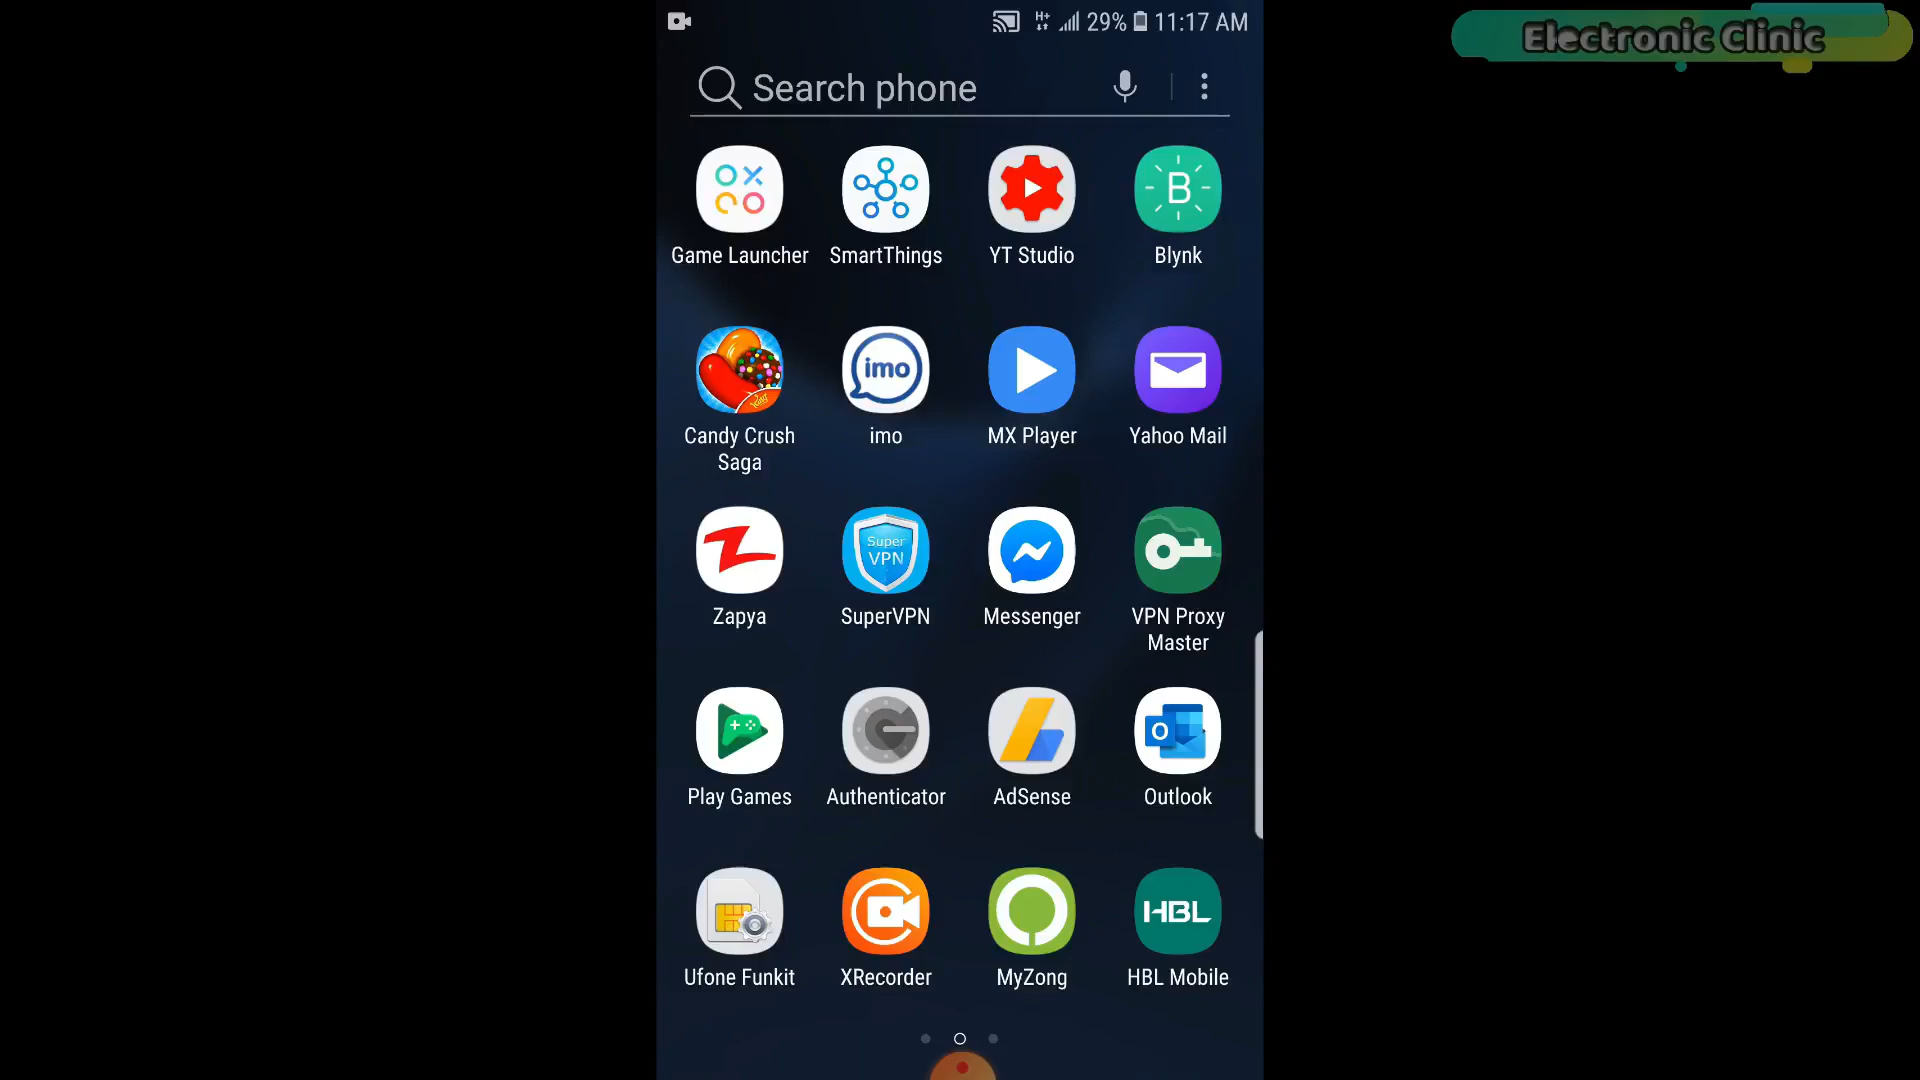 29% 11:17 AM
Electronic Clinic
Search phone
Game Launcher SmartThings YT Studio Blynk
B
imo
Candy Crush imo MX Player Yahoo Mail
Saga
Super
VPN
Zapya SuperVPN Messenger VPN Proxy
Master
O
Play Games Authenticator AdSense Outlook
HBL
Ufone Funkit XRecorder MyZong HBL Mobile